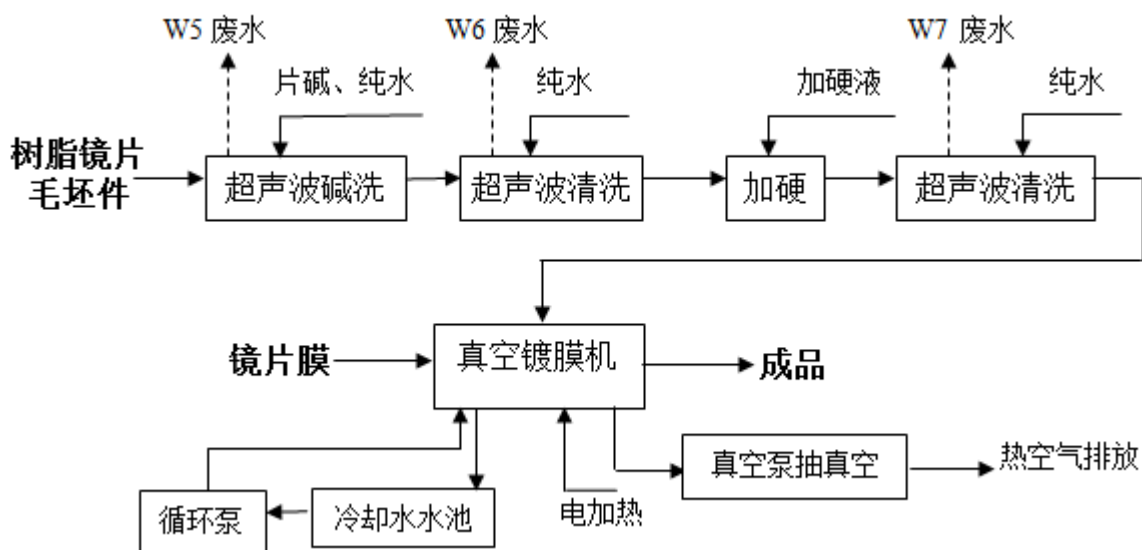 W5 废水
W6 废水
W7 废水
片碱、纯水
纯水
加硬液
纯水
树脂镜片
毛坯件
超声波碱洗
超声波清洗
加硬
超声波清洗
镜片膜
真空镀膜机
成品
真空泵抽真空
热空气排放
循环泵
冷却水水池
电加热